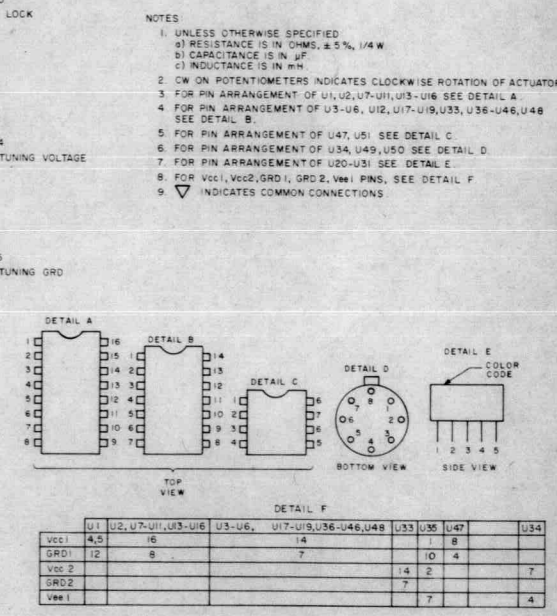 LOCK
NOTES
1. UNLESS OTHERWISE SPECIFIED
a) RESISTANCE IS IN OHMS, ± 5 %, 1/4 W
b) CAPACITANCE IS IN µF
c) INDUCTANCE IS IN mH
2. CW ON POTENTIOMETERS INDICATES CLOCKWISE ROTATION OF ACTUATOR
3. FOR PIN ARRANGEMENT OF U1,U2,U7-U11,U13-U16 SEE DETAIL A.
4 FOR PIN ARRANGEMENT OF U3-U6, U12, U17-U19,U33, U36-U46,U48
SEE DETAIL B.
5. FOR PIN ARRANGEMENT OF U47, U51 SEE DETAIL C.
6. FOR PIN ARRANGEMENT OF U34, U49,U50 SEE DETAIL D.
7. FOR PIN ARRANGEMENT OF U20-U31 SEE DETAIL E.
8. FOR Vcc1, Vcc2,GRD 1, GRD 2, Vee 1 PINS, SEE DETAIL F
9. ▽ INDICATES COMMON CONNECTIONS.
TUNING VOLTAGE
TUNING GRD
DETAIL A
1 16
2 15
3 14
4 13
5 12
6 11
7 10
8 9
DETAIL B
1 14
2 13
3 12
4 11
5 10
6 9
7 8
DETAIL C
1
2 7
3 6
4 5
TOP
VIEW
DETAIL D
8
7 1
6 2
5 3
4
BOTTOM VIEW
DETAIL E
COLOR
CODE
1 2 3 4 5
SIDE VIEW
DETAIL F
U1 U2, U7-U11,U13-U16 U3-U6, U17-U19,U36-U46,U48 U33 U35 U47 U34
Vcc 1 4,5 16 14 1 8
GRD1 12 8 7 10 4
Vcc 2 14 2 7
GRD2 7
Vee 1 7 4